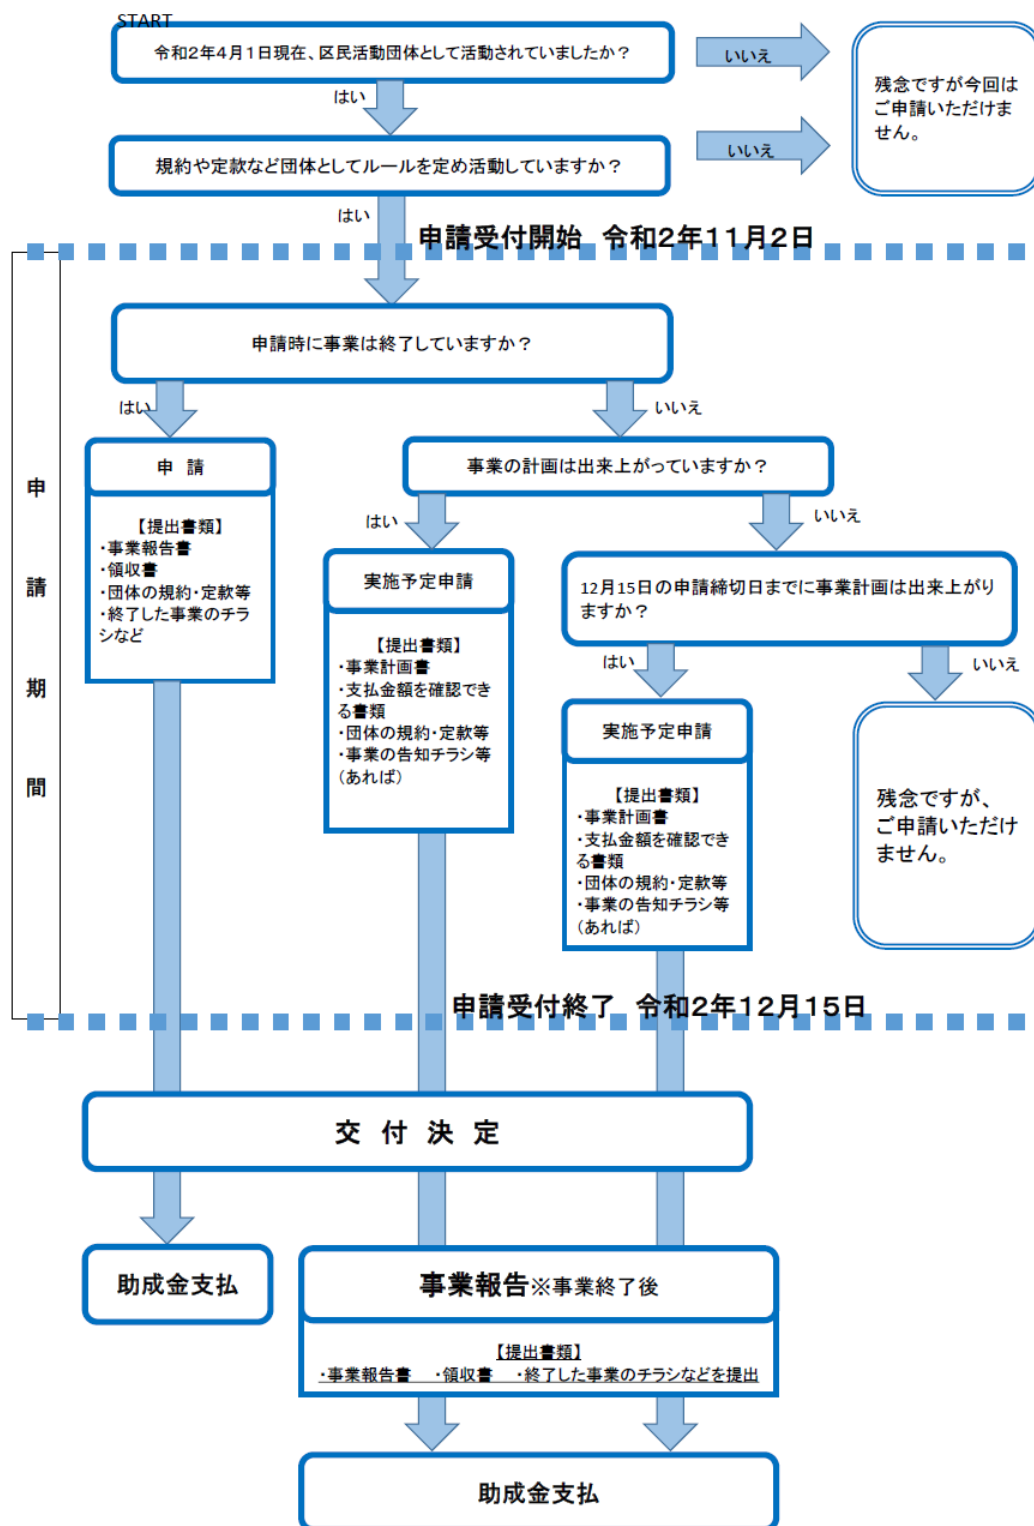 START
令和2年4月1日現在、区民活動団体として活動されていましたか？
いいえ
残念ですが今回は
ご申請いただけま
せん。
はい
規約や定款など団体としてルールを定め活動していますか？
いいえ
はい
申請受付開始　令和2年11月2日
申請期間
申請時に事業は終了していますか？
はい
いいえ
申 請
【提出書類】
・事業報告書
・領収書
・団体の規約・定款等
・終了した事業のチラ
シなど
事業の計画は出来上がっていますか？
はい
いいえ
実施予定申請
【提出書類】
・事業計画書
・支払金額を確認でき
る書類
・団体の規約・定款等
・事業の告知チラシ等
(あれば)
12月15日の申請締切日までに事業計画は出来上がり
ますか？
はい
いいえ
実施予定申請
【提出書類】
・事業計画書
・支払金額を確認でき
る書類
・団体の規約・定款等
・事業の告知チラシ等
(あれば)
残念ですが、
ご申請いただけ
ません。
申請受付終了　令和2年12月15日
交 付 決 定
助成金支払
事業報告※事業終了後
【提出書類】
・事業報告書　・領収書　・終了した事業のチラシなどを提出
助成金支払